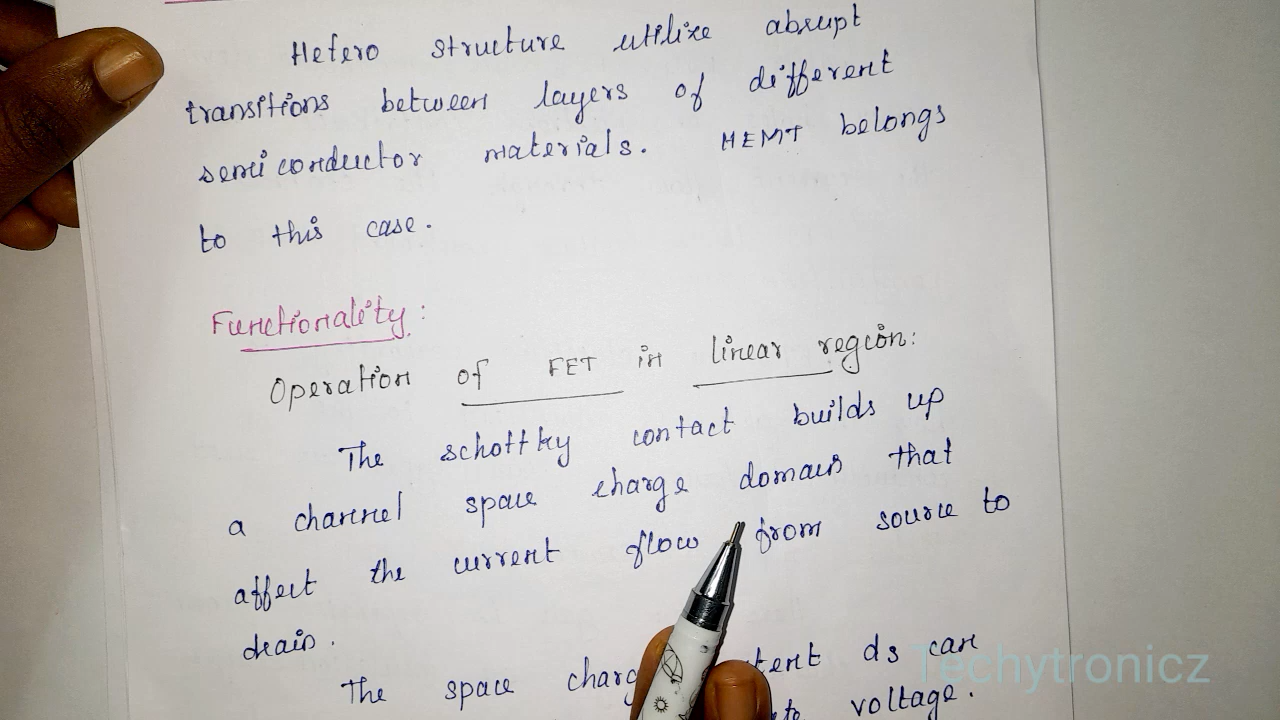 Hetero structure utilize abrupt
transitions between layers of different
semiconductor materials. HEMT belongs
to this case.
Functionality:
Operation of FET in linear region:
The schottky contact builds up
a channel space charge domain that
affect the current flow from source to
drain.
The space ds can
voltage.
Techytronicz